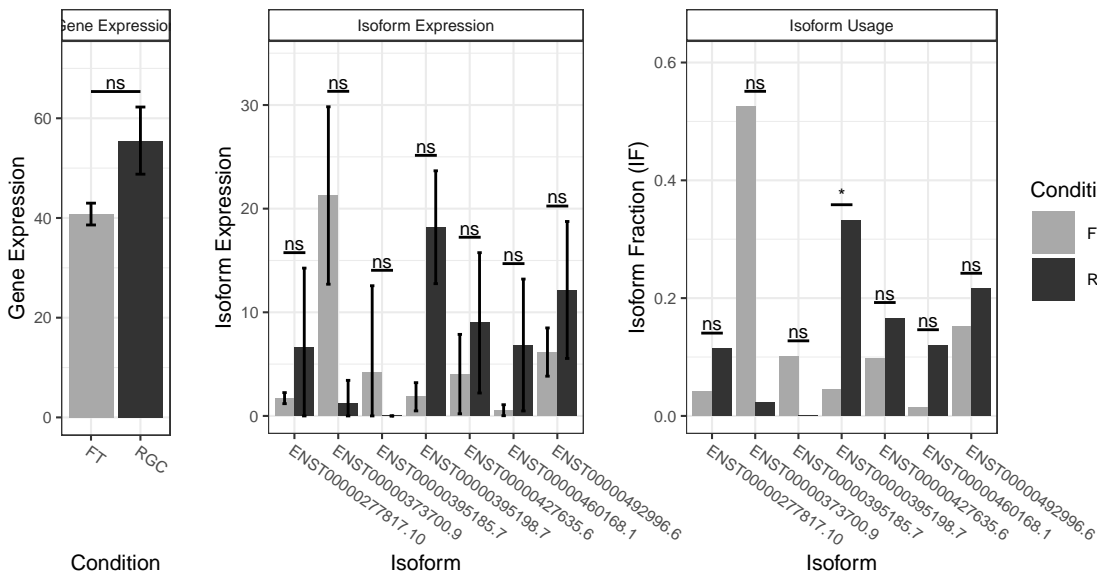 Gene Expression
Isoform Expression
Isoform Usage
Gene Expression
0
20
40
60
ns
FT
RGC
Condition
Isoform Expression
0
10
20
30
ns
ns
ns
ns
ns
ns
ns
ENST00000277817.10
ENST00000373700.9
ENST00000395185.7
ENST00000395198.7
ENST00000427635.6
ENST00000460168.1
ENST00000492996.6
Isoform
Isoform Fraction (IF)
0.0
0.2
0.4
0.6
ns
ns
ns
*
ns
ns
ns
ENST00000277817.10
ENST00000373700.9
ENST00000395185.7
ENST00000395198.7
ENST00000427635.6
ENST00000460168.1
ENST00000492996.6
Isoform
Conditi
F
R